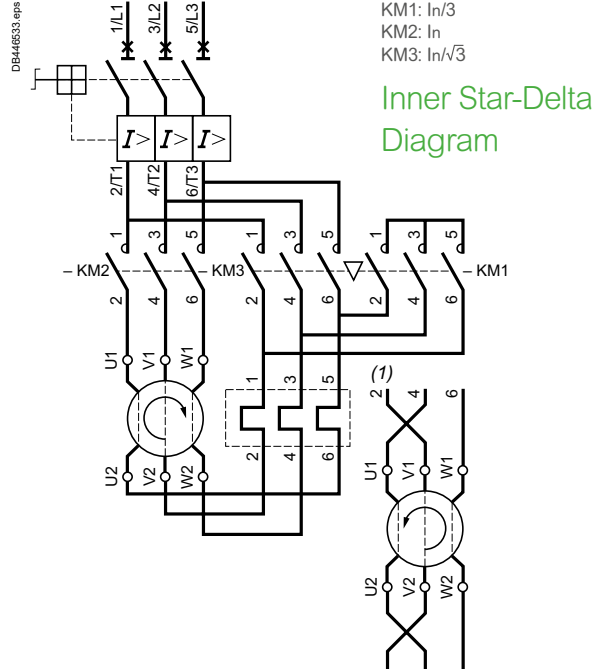 DB446533.eps
1/L1 3/L2 5/L3
KM1: In/3
KM2: In
KM3: In/√3
Inner Star-Delta
Diagram
I> I> I>
2/T1 4/T2 6/T3
1 3 5 1 3 5 1 3 5
– KM2 – KM3 – KM1
2 4 6 2 4 6 2 4 6
U1 V1 W1
1 3 5
(1)
2 4 6
2 4 6
U2 V2 W2
U1 V1 W1
U2 V2 W2